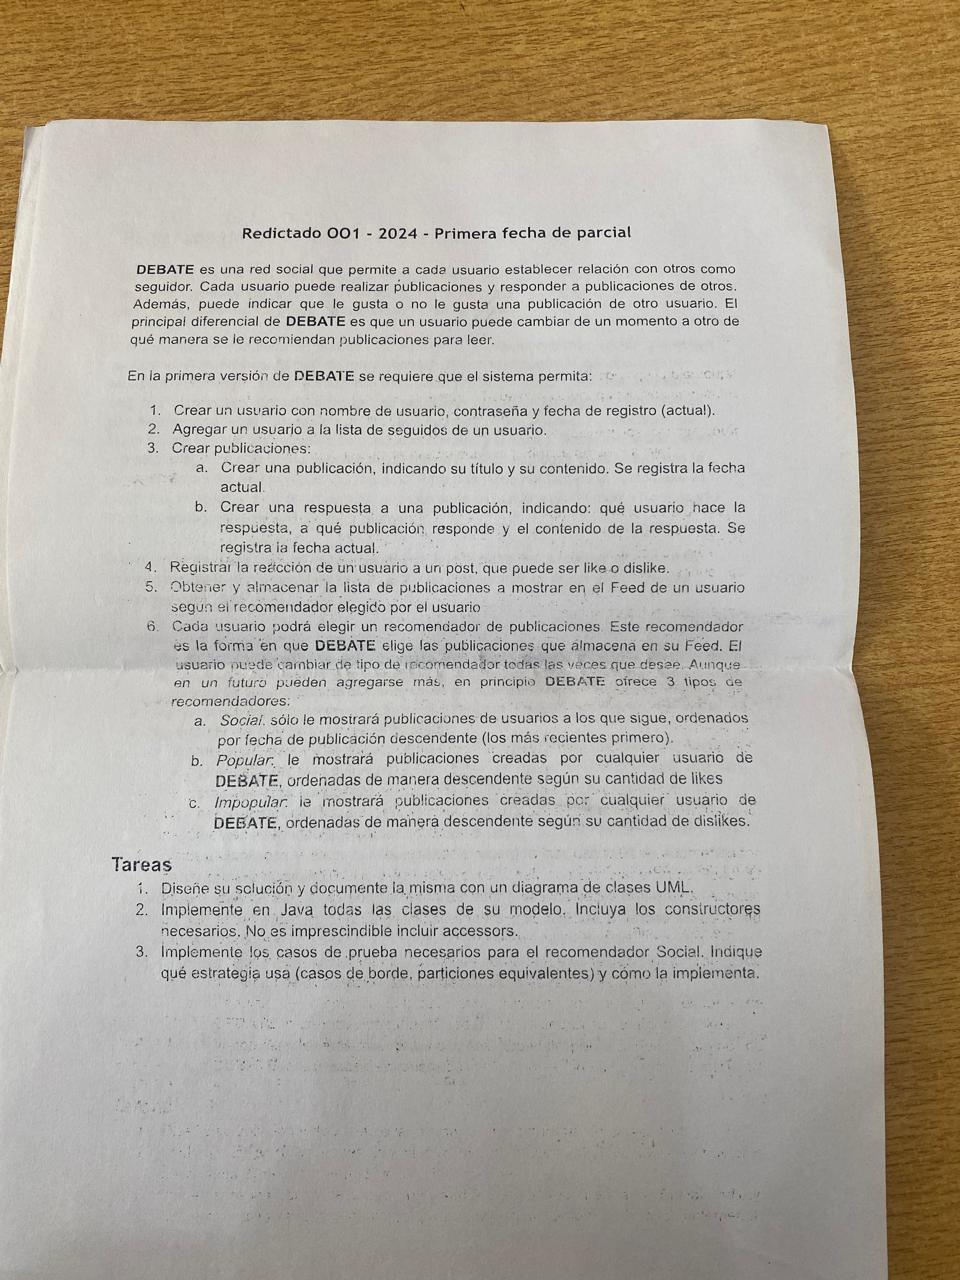 Redictado OO1 - 2024 - Primera fecha de parcial
DEBATE es una red social que permite a cada usuario establecer relación con otros como
seguidor. Cada usuario puede realizar publicaciones y responder a publicaciones de otros.
Además, puede indicar que le gusta o no le gusta una publicación de otro usuario. El
principal diferencial de DEBATE es que un usuario puede cambiar de un momento a otro de
qué manera se le recomiendan publicaciones para leer.
En la primera versión de DEBATE se requiere que el sistema permita:
1. Crear un usuario con nombre de usuario, contraseña y fecha de registro (actual).
2. Agregar un usuario a la lista de seguidos de un usuario.
3. Crear publicaciones:
a. Crear una publicación, indicando su título y su contenido. Se registra la fecha
actual.
b. Crear una respuesta a una publicación, indicando: qué usuario hace la
respuesta, a qué publicación responde y el contenido de la respuesta. Se
registra la fecha actual.
4. Registrar la reacción de un usuario a un post, que puede ser like o dislike.
5. Obtener y almacenar la lista de publicaciones a mostrar en el Feed de un usuario
según el recomendador elegido por el usuario
6. Cada usuario podrá elegir un recomendador de publicaciones. Este recomendador
es la forma en que DEBATE elige las publicaciones que almacena en su Feed. El
usuario puede cambiar de tipo de recomendador todas las veces que desee. Aunque
en un futuro pueden agregarse más, en principio DEBATE ofrece 3 tipos de
recomendadores:
a. Social: sólo le mostrará publicaciones de usuarios a los que sigue, ordenados
por fecha de publicación descendente (los más recientes primero).
b. Popular: le mostrará publicaciones creadas por cualquier usuario de
DEBATE, ordenadas de manera descendente según su cantidad de likes
c. Impopular: le mostrará publicaciones creadas por cualquier usuario de
DEBATE, ordenadas de manera descendente según su cantidad de dislikes.
Tareas
1. Diseñe su solución y documente la misma con un diagrama de clases UML.
2. Implemente en Java todas las clases de su modelo. Incluya los constructores
necesarios. No es imprescindible incluir accessors.
3. Implemente los casos de prueba necesarios para el recomendador Social. Indique
qué estrategia usa (casos de borde, particiones equivalentes) y cómo la implementa.